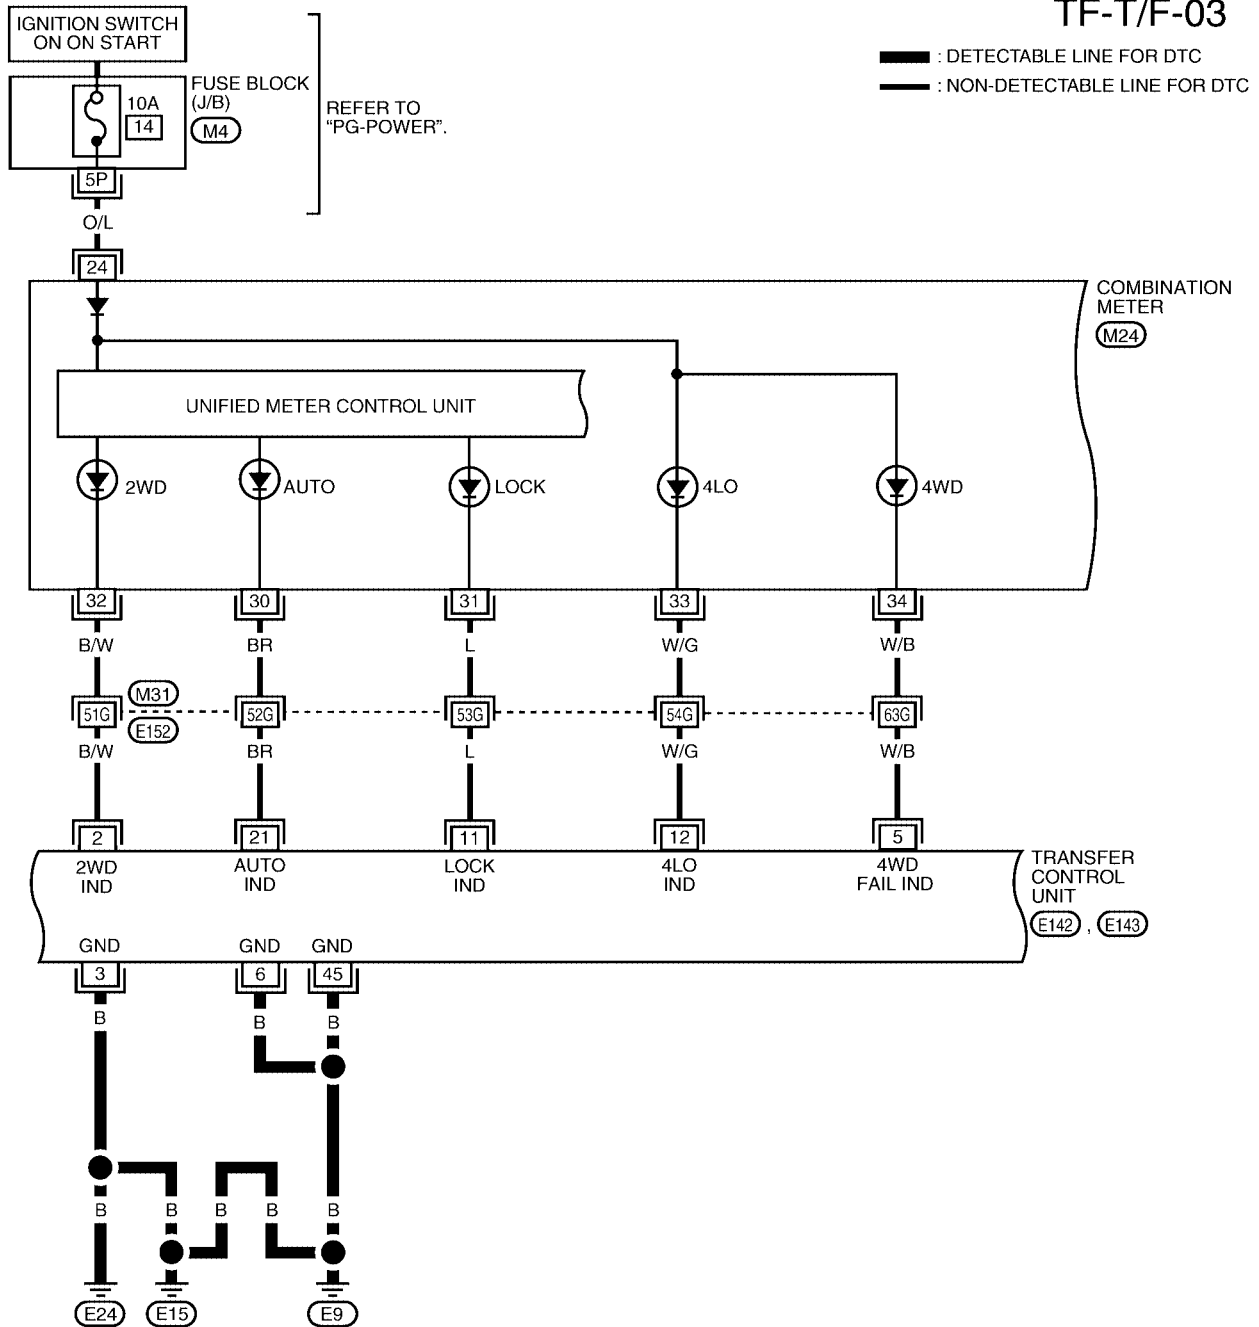 TF-T/F-03
: DETECTABLE LINE FOR DTC
: NON-DETECTABLE LINE FOR DTC
IGNITION SWITCH
ON ON START
FUSE BLOCK
(J/B)
M4
10A
14
REFER TO
“PG-POWER”.
5P
O/L
24
COMBINATION
METER
M24
UNIFIED METER CONTROL UNIT
2WD
AUTO
LOCK
4LO
4WD
32
30
31
33
34
B/W
BR
L
W/G
W/B
M31
51G
52G
53G
54G
63G
E152
B/W
BR
L
W/G
W/B
2
21
11
12
5
2WD
IND
AUTO
IND
LOCK
IND
4LO
IND
4WD
FAIL IND
TRANSFER
CONTROL
UNIT
E142 , E143
GND
GND
GND
3
6
45
B
B
B
B
B
B
B
B
E24
E15
E9